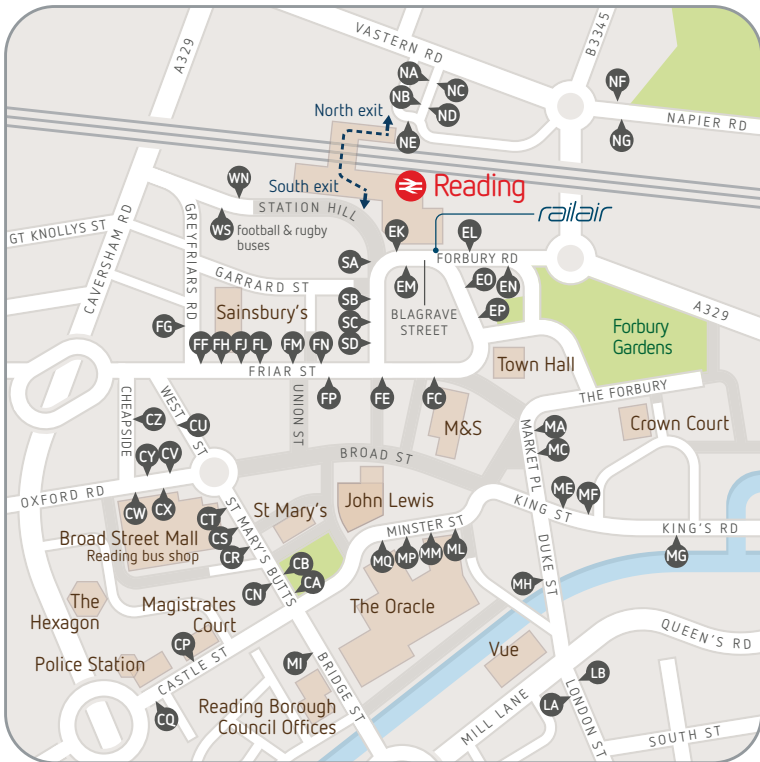 VASTERN RD
B3345
A329
NA
NC
NB
ND
NE
NF
NG
NAPIER RD
North exit
South exit
Reading
railair
WN
WS
STATION HILL
football & rugby
buses
GT KNOLLYS ST
CAVERSHAM RD
GREYFRIARS RD
GARRARD ST
EK
EL
FORBURY RD
EM
EO
EN
EP
BLAGRAVE
STREET
SA
SB
SC
SD
A329
Sainsbury's
Forbury
Gardens
FG
FF
FH
FJ
FL
FM
FN
FRIAR ST
FP
FE
FC
Town Hall
THE FORBURY
CHEAPSIDE
WEST ST
CZ
CU
UNION ST
M&S
MARKET PL
MA
MC
Crown Court
CY
CV
BROAD ST
OXFORD RD
CW
CX
CT
CS
CR
Broad Street Mall
Reading bus shop
ST MARY'S BUTTS
St Mary's
John Lewis
MINSTER ST
ME
MF
KING ST
KING'S RD
MG
MQ
MP
MM
ML
DUKE ST
MH
CB
CA
CN
The
Hexagon
Magistrates
Court
The Oracle
CP
Police Station
CASTLE ST
CQ
MI
BRIDGE ST
Vue
QUEEN'S RD
Reading Borough
Council Offices
MILL LANE
LB
LA
LONDON ST
SOUTH ST